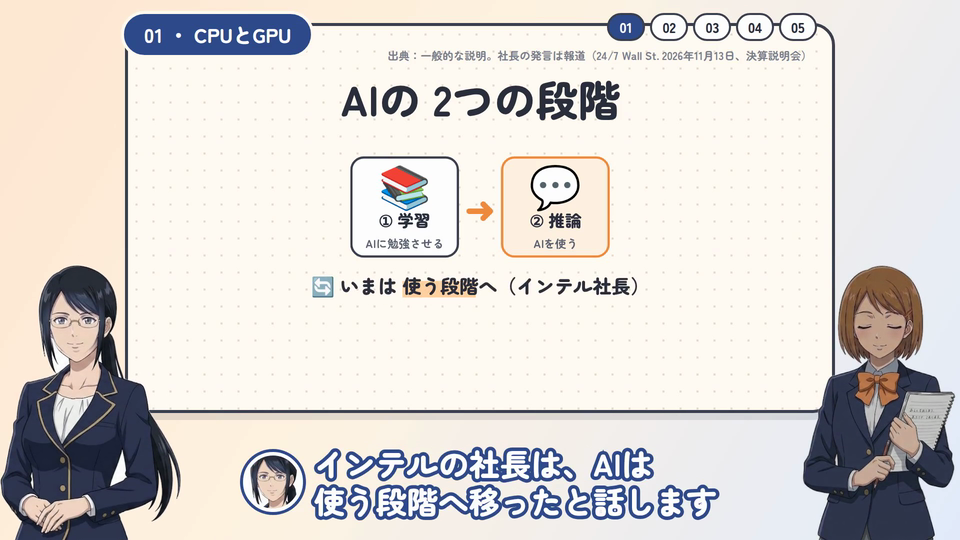 01 ・ CPUとGPU
01 02 03 04 05
出典：一般的な説明。社長の発言は報道（24/7 Wall St. 2026年11月13日、決算説明会）
AIの 2つの段階
① 学習
AIに勉強させる
➜
② 推論
AIを使う
いまは 使う段階へ（インテル社長）
インテルの社長は、AIは
使う段階へ移ったと話します